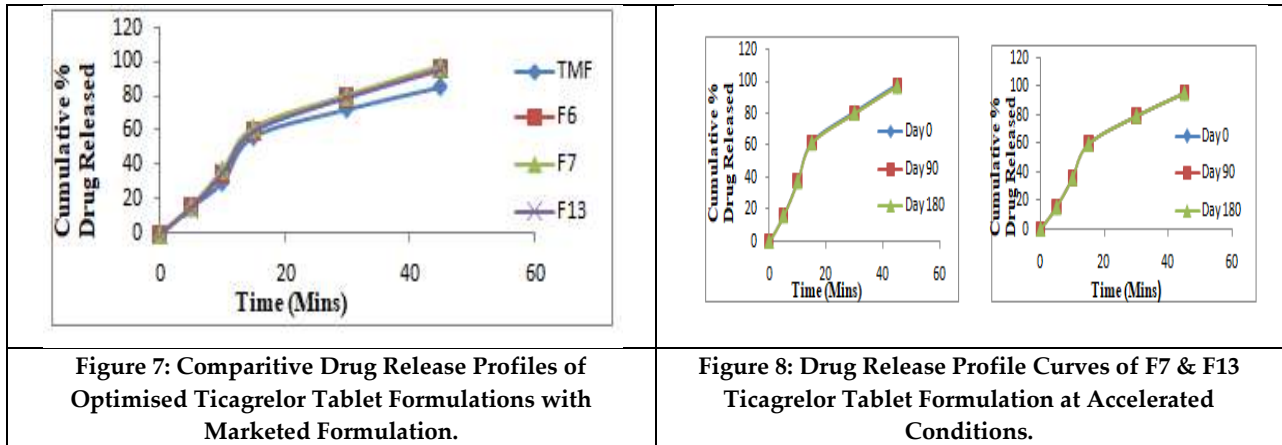 120
100
80
60
40
20
0
Cumulative %
Drug Released
0 20 40 60
Time (Mins)
TMF
F6
F7
F13
Figure 7: Comparitive Drug Release Profiles of
Optimised Ticagrelor Tablet Formulations with
Marketed Formulation.
120
100
80
60
40
20
0
Cumulative %
Drug Released
0 20 40 60
Time (Mins)
Day 0
Day 90
Day 180
120
100
80
60
40
20
0
Cumulative %
Drug Released
0 20 40 60
Time (Mins)
Day 0
Day 90
Day 180
Figure 8: Drug Release Profile Curves of F7 & F13
Ticagrelor Tablet Formulation at Accelerated
Conditions.